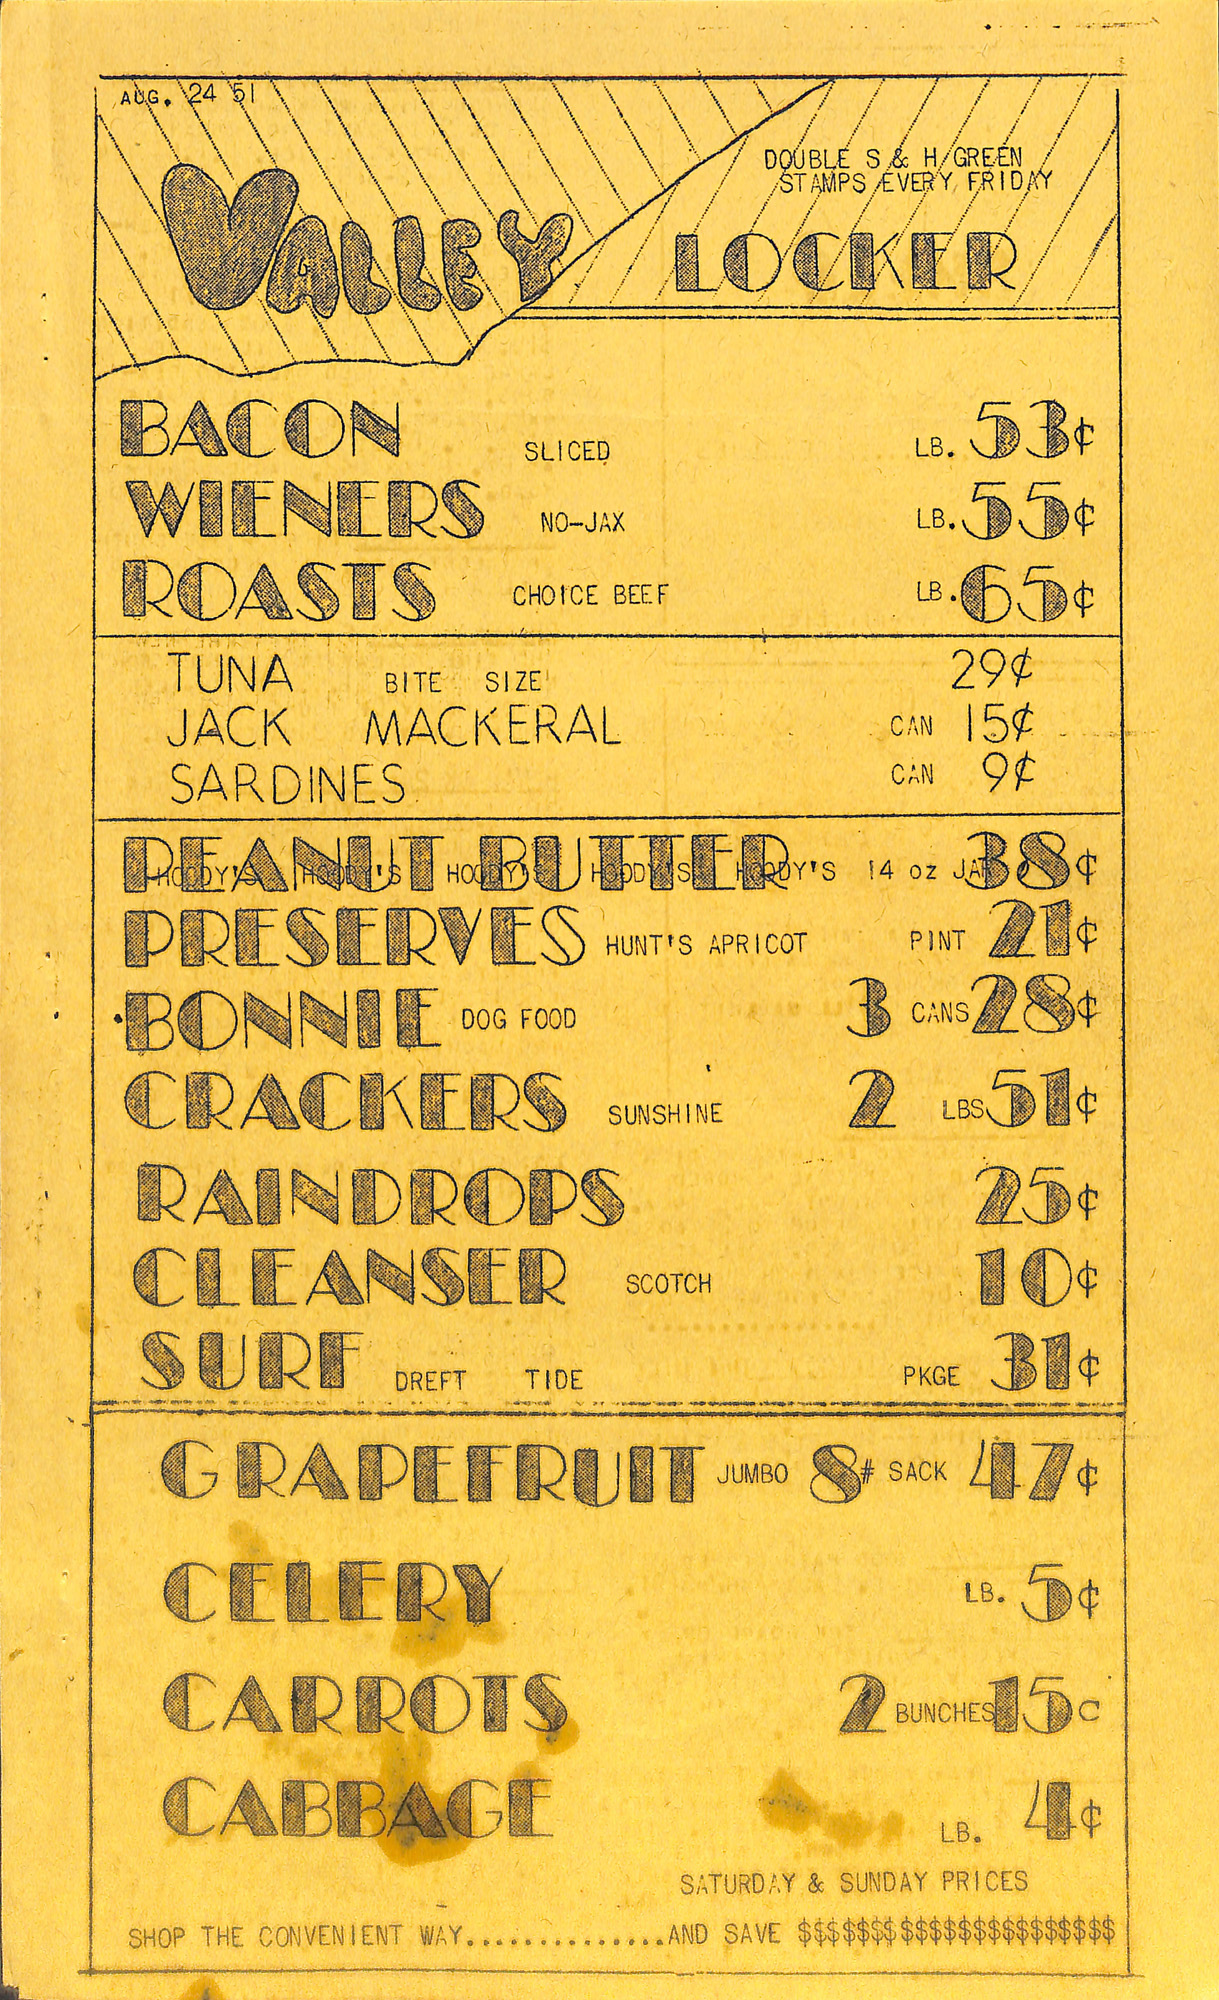 AUG. 24 51
DOUBLE S & H GREEN
STAMPS EVERY FRIDAY
VALLEY LOCKER
BACON SLICED LB. 53¢
WIENERS NO-JAX LB. 55¢
ROASTS CHOICE BEEF LB. 65¢
TUNA BITE SIZE 29¢
JACK MACKERAL CAN 15¢
SARDINES CAN 9¢
PEANUT BUTTER 38¢
HOODY'S HOODY'S HOODY'S HOODY'S HOODY'S 14 oz JAR
PRESERVES HUNT'S APRICOT PINT 21¢
BONNIE DOG FOOD 3 CANS 28¢
CRACKERS SUNSHINE 2 LBS 51¢
RAINDROPS 25¢
CLEANSER SCOTCH 10¢
SURF DREFT TIDE PKGE 31¢
GRAPEFRUIT JUMBO 8# SACK 47¢
CELERY LB. 5¢
CARROTS 2 BUNCHES 15c
CABBAGE LB. 4¢
SATURDAY & SUNDAY PRICES
SHOP THE CONVENIENT WAY..............AND SAVE $$$$$$$$$$$$$$$$$$$$$$